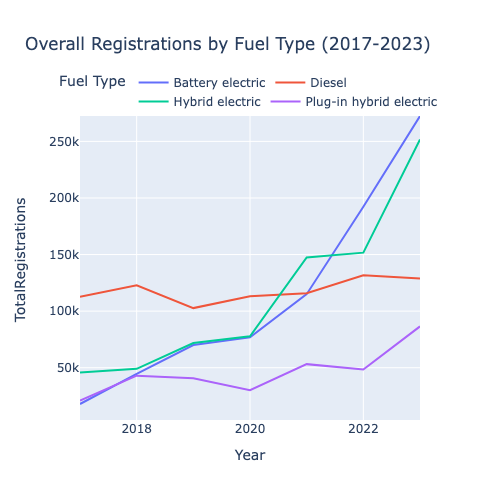 Overall Registrations by Fuel Type (2017-2023)
Fuel Type
Battery electric
Diesel
Hybrid electric
Plug-in hybrid electric
250k
200k
150k
100k
50k
TotalRegistrations
2018
2020
2022
Year